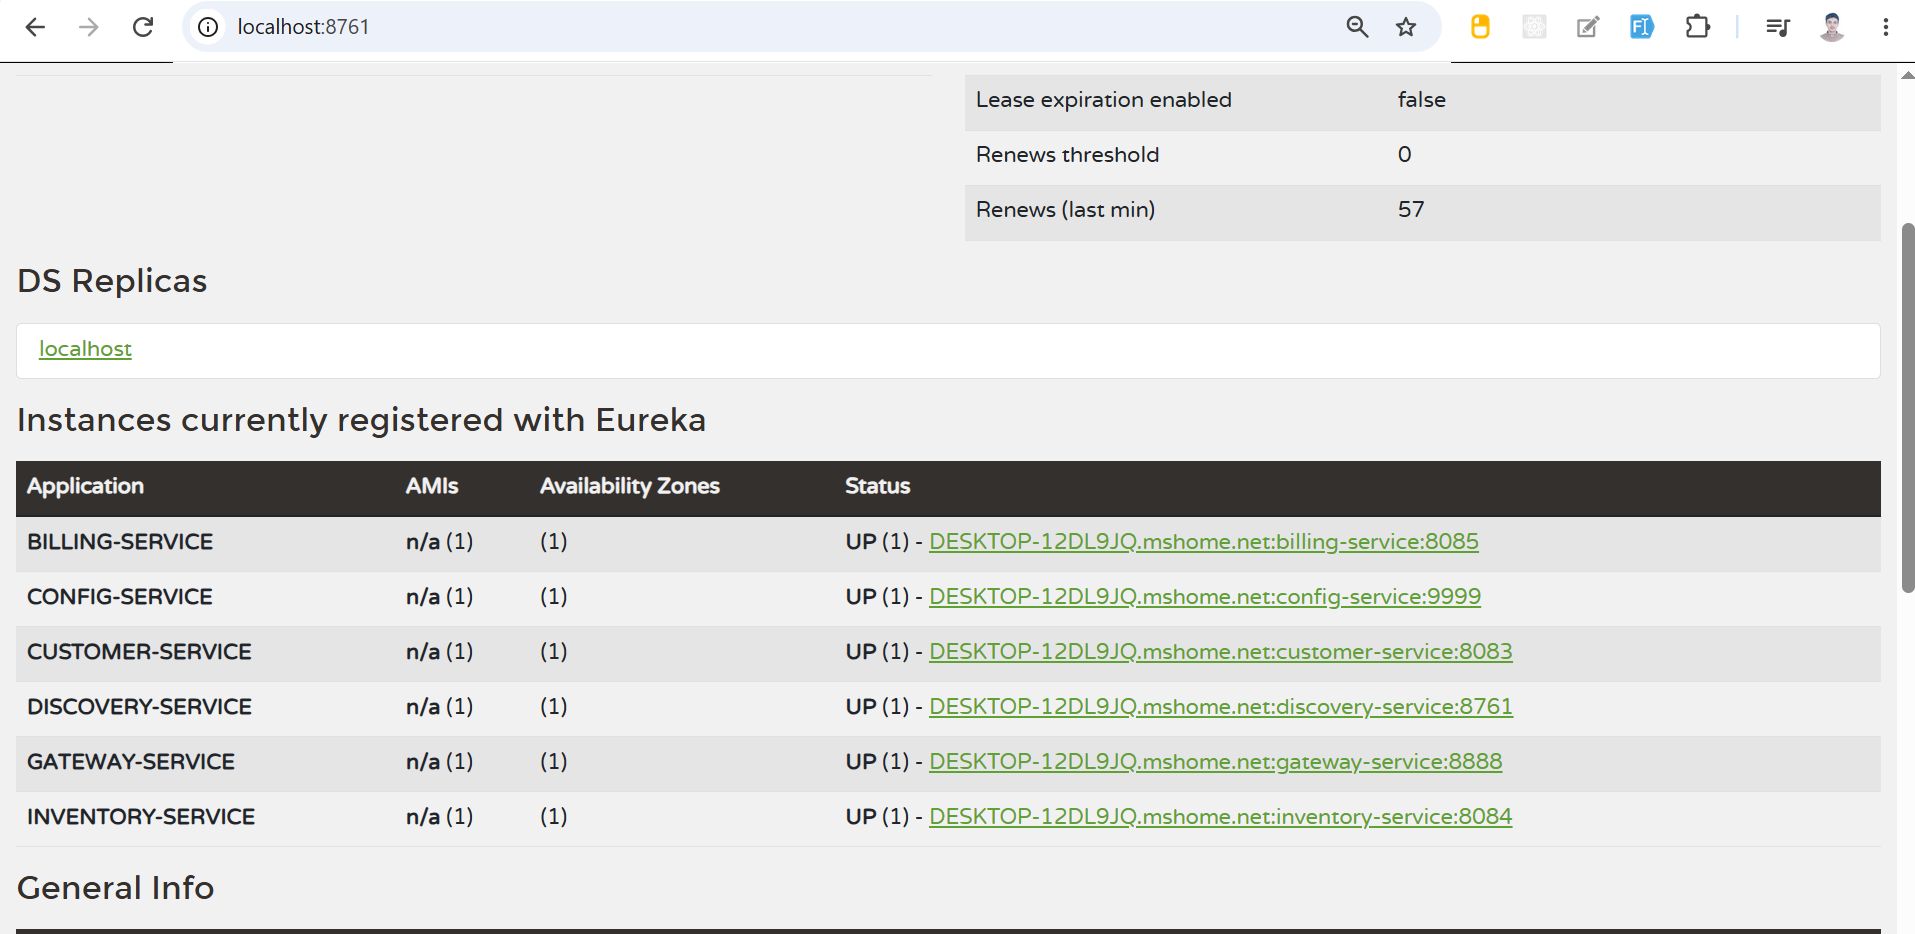 localhost:8761
Lease expiration enabled false
Renews threshold 0
Renews (last min) 57
DS Replicas
localhost
Instances currently registered with Eureka
Application AMIs Availability Zones Status
BILLING-SERVICE n/a (1) (1) UP (1) - DESKTOP-12DL9JQ.mshome.net:billing-service:8085
CONFIG-SERVICE n/a (1) (1) UP (1) - DESKTOP-12DL9JQ.mshome.net:config-service:9999
CUSTOMER-SERVICE n/a (1) (1) UP (1) - DESKTOP-12DL9JQ.mshome.net:customer-service:8083
DISCOVERY-SERVICE n/a (1) (1) UP (1) - DESKTOP-12DL9JQ.mshome.net:discovery-service:8761
GATEWAY-SERVICE n/a (1) (1) UP (1) - DESKTOP-12DL9JQ.mshome.net:gateway-service:8888
INVENTORY-SERVICE n/a (1) (1) UP (1) - DESKTOP-12DL9JQ.mshome.net:inventory-service:8084
General Info